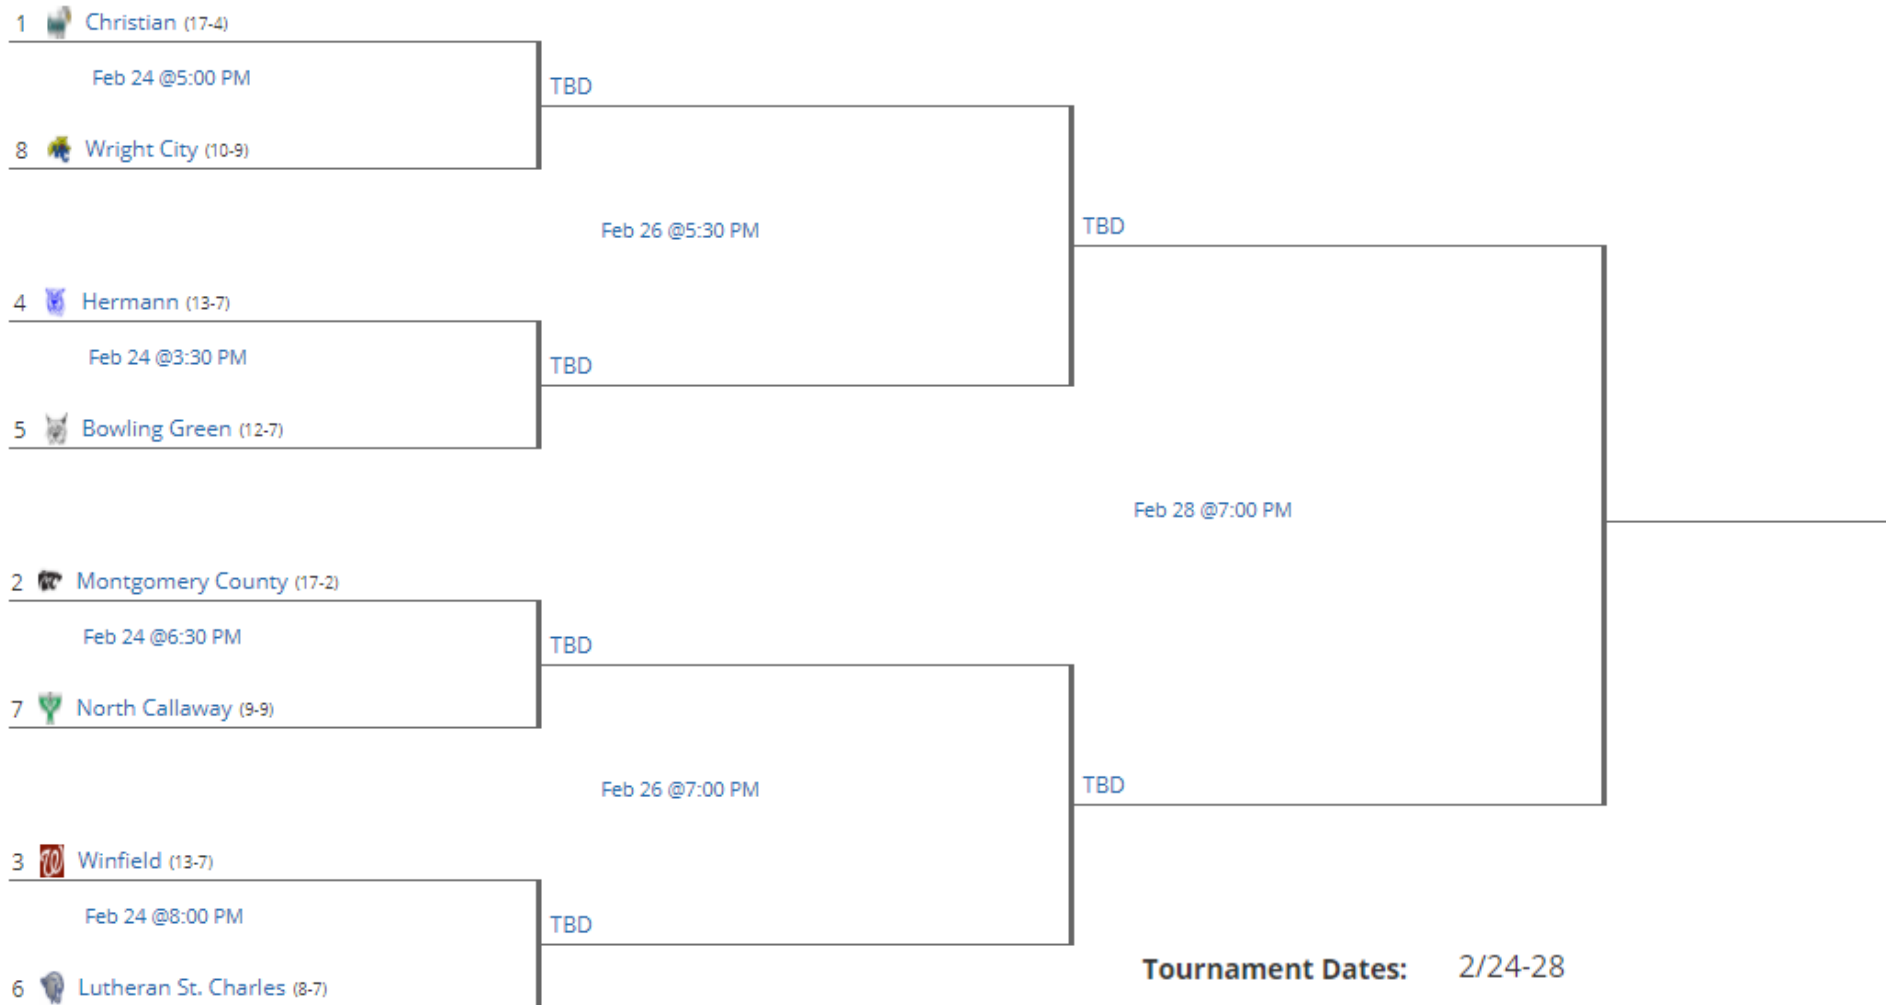 1 Christian (17-4)
Feb 24 @5:00 PM
TBD
8 Wright City (10-9)
Feb 26 @5:30 PM
TBD
4 Hermann (13-7)
Feb 24 @3:30 PM
TBD
5 Bowling Green (12-7)
Feb 28 @7:00 PM
2 Montgomery County (17-2)
Feb 24 @6:30 PM
TBD
7 North Callaway (9-9)
Feb 26 @7:00 PM
TBD
3 Winfield (13-7)
Feb 24 @8:00 PM
TBD
6 Lutheran St. Charles (8-7)
Tournament Dates: 2/24-28